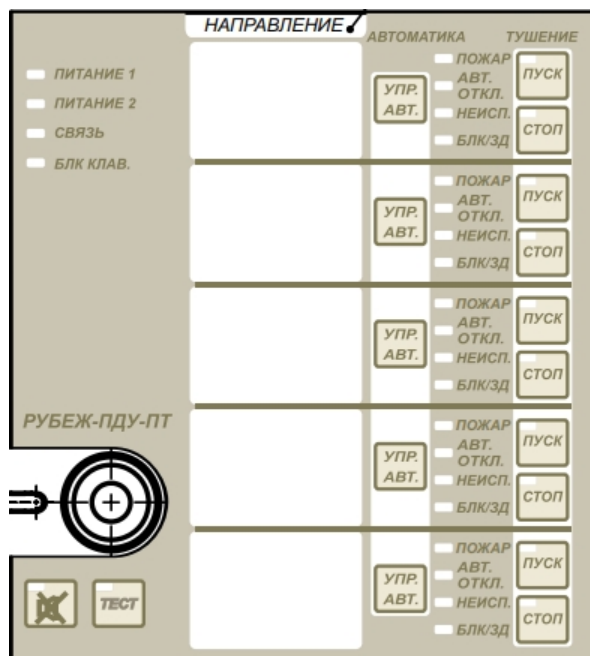 НАПРАВЛЕНИЕ
АВТОМАТИКА ТУШЕНИЕ
ПИТАНИЕ 1
ПИТАНИЕ 2
СВЯЗЬ
БЛК КЛАВ.
УПР.
АВТ.
ПОЖАР
АВТ.
ОТКЛ.
НЕИСП.
БЛК/ЗД
ПУСК
СТОП
УПР.
АВТ.
ПОЖАР
АВТ.
ОТКЛ.
НЕИСП.
БЛК/ЗД
ПУСК
СТОП
УПР.
АВТ.
ПОЖАР
АВТ.
ОТКЛ.
НЕИСП.
БЛК/ЗД
ПУСК
СТОП
РУБЕЖ-ПДУ-ПТ
УПР.
АВТ.
ПОЖАР
АВТ.
ОТКЛ.
НЕИСП.
БЛК/ЗД
ПУСК
СТОП
ТЕСТ
УПР.
АВТ.
ПОЖАР
АВТ.
ОТКЛ.
НЕИСП.
БЛК/ЗД
ПУСК
СТОП